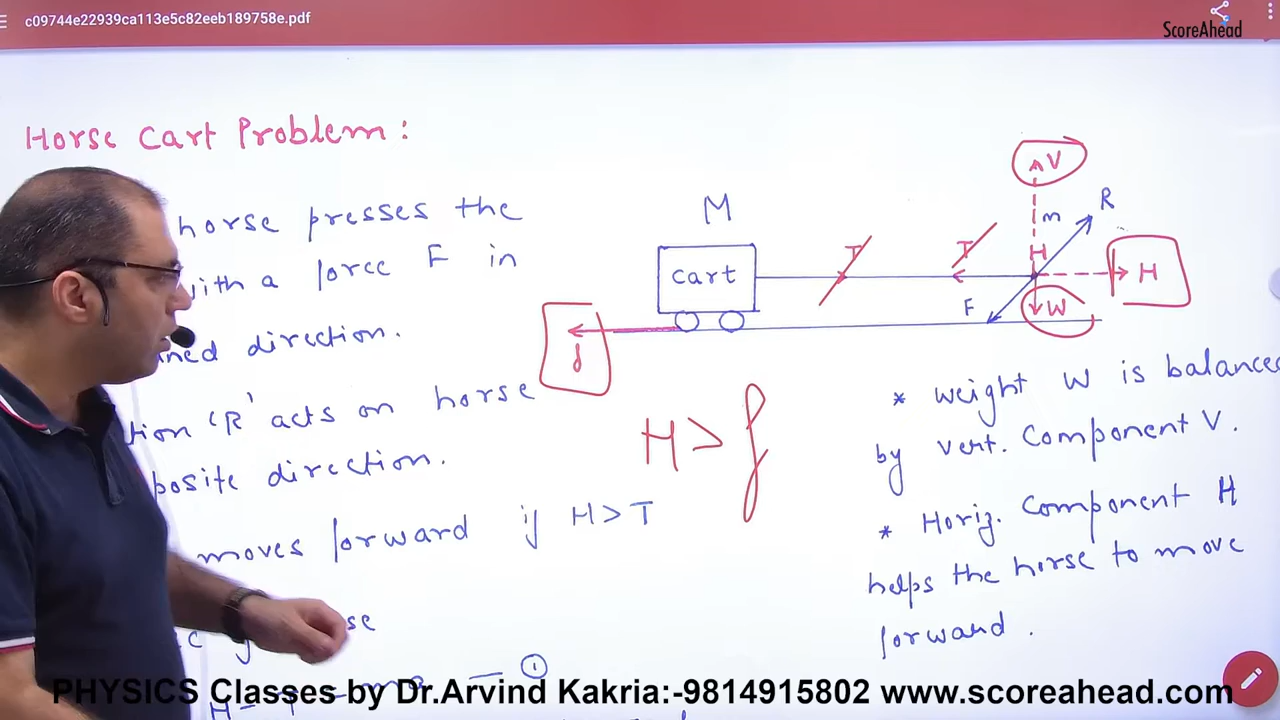 c09744e22939ca113e5c82eeb189758e.pdf
ScoreAhead
Horse Cart Problem:
horse presses the
with a force F in
direction.
'R' acts on horse
direction.
moves forward if H > T
①
M
cart
T
T
V
m
R
H
H
F
W
f
H > f
* weight W is balanced
by vert. Component V.
* Horiz. Component H
helps the horse to move
forward.
PHYSICS Classes by Dr.Arvind Kakria:-9814915802 www.scoreahead.com